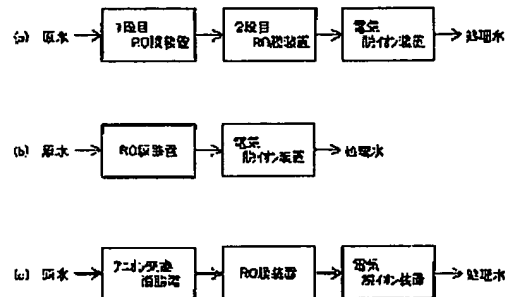 (a) 原水 → 1段目 RO膜装置 → 2段目 RO膜装置 → 電気 脱イオン装置 → 処理水
(b) 原水 → RO膜装置 → 電気 脱イオン装置 → 処理水
(c) 原水 → アニオン交換樹脂塔 → RO膜装置 → 電気 脱イオン装置 → 処理水